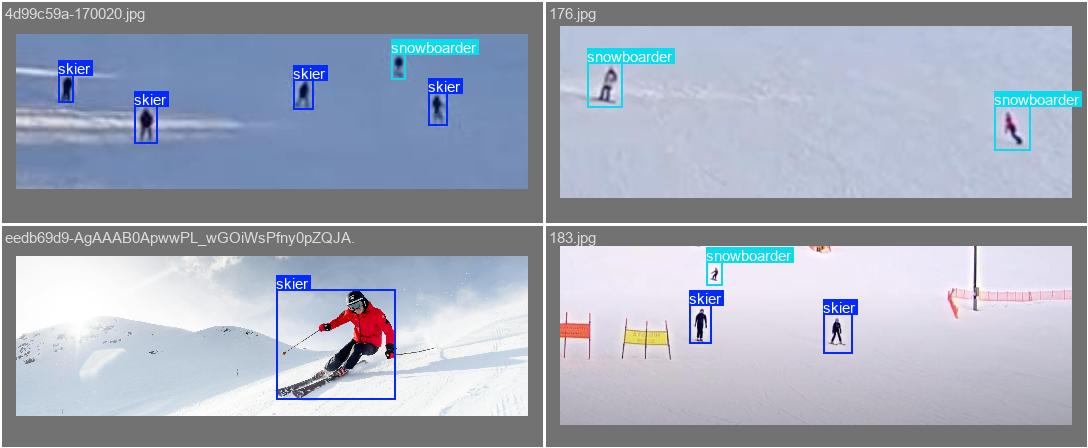 4d99c59a-170020.jpg
snowboarder
skier
skier
skier
skier
176.jpg
snowboarder
snowboarder
eedb69d9-AgAAAB0ApwwPL_wGOiWsPfny0pZQJA.
skier
183.jpg
snowboarder
skier
skier